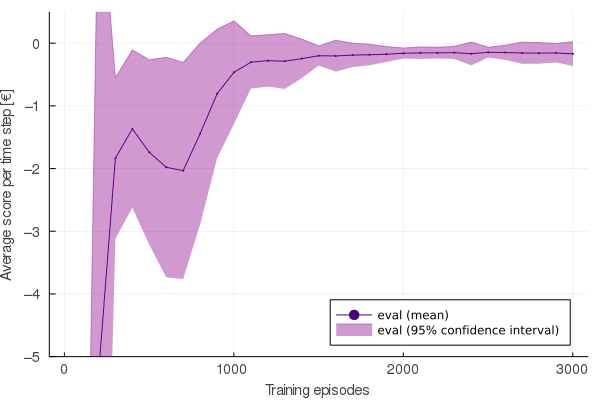 Average score per time step [€]
0
−1
−2
−3
−4
−5
0
1000
2000
3000
Training episodes
eval (mean)
eval (95% confidence interval)